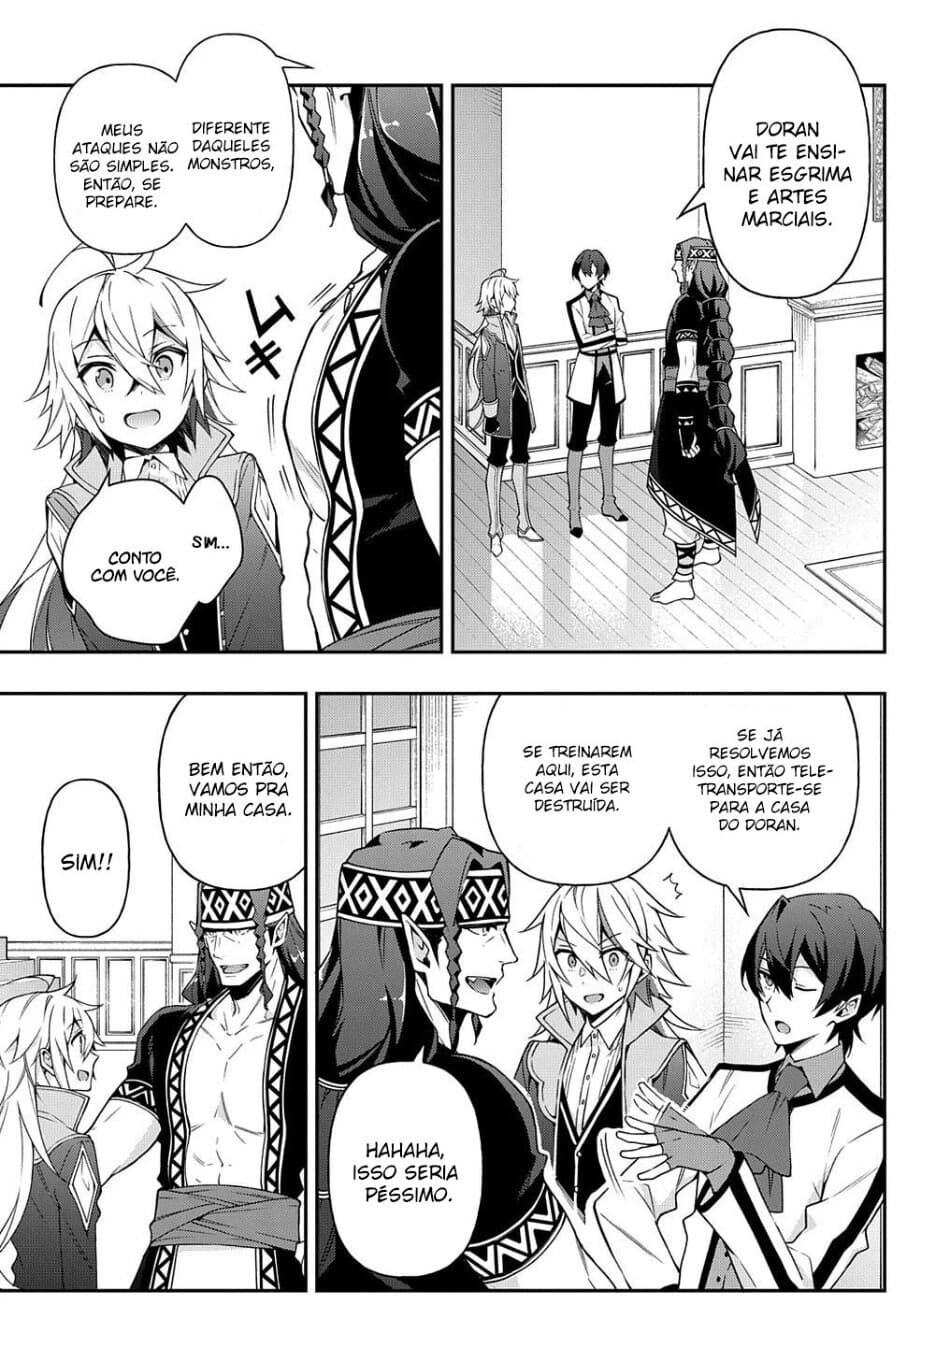 DORAN
VAI TE ENSI-
NAR ESGRIMA
E ARTES
MARCIAIS.
DIFERENTE
DAQUELES
MONSTROS,
MEUS
ATAQUES NÃO
SÃO SIMPLES.
ENTÃO, SE
PREPARE.
ムキッ
SIM...
CONTO
COM VOCÊ.
SE JÁ
RESOLVEMOS
ISSO, ENTÃO TELE-
TRANSPORTE-SE
PARA A CASA
DO DORAN.
SE TREINAREM
AQUI, ESTA
CASA VAI SER
DESTRUÍDA.
HAHAHA,
ISSO SERIA
PÉSSIMO.
BEM ENTÃO,
VAMOS PRA
MINHA CASA.
SIM!!